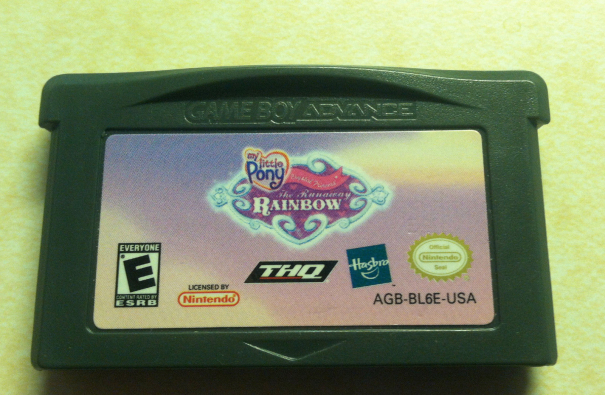 GAME BOY ADVANCE
my little
Pony
The Runaway
RAINBOW
EVERYONE
E
CONTENT RATED BY
ESRB
LICENSED BY
Nintendo
THQ
Hasbro
Official
Nintendo
Seal
AGB-BL6E-USA